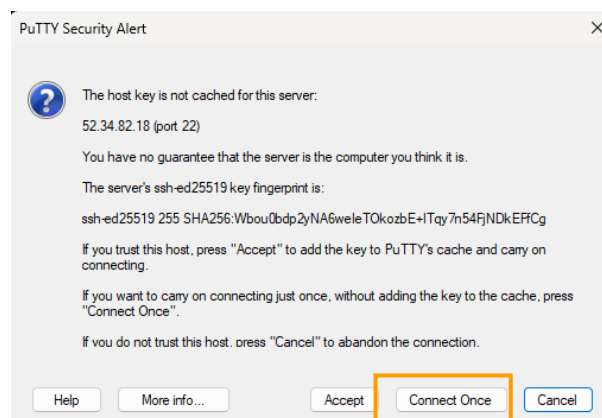 PuTTY Security Alert
The host key is not cached for this server:
52.34.82.18 (port 22)
You have no guarantee that the server is the computer you think it is.
The server's ssh-ed25519 key fingerprint is:
ssh-ed25519 255 SHA256:Wbou0bdp2yNA6weIeTOkozbE+ITqy7n54FjNDkEFfCg
If you trust this host, press "Accept" to add the key to PuTTY's cache and carry on
connecting.
If you want to carry on connecting just once, without adding the key to the cache, press
"Connect Once".
If you do not trust this host, press "Cancel" to abandon the connection.
Help More info... Accept Connect Once Cancel